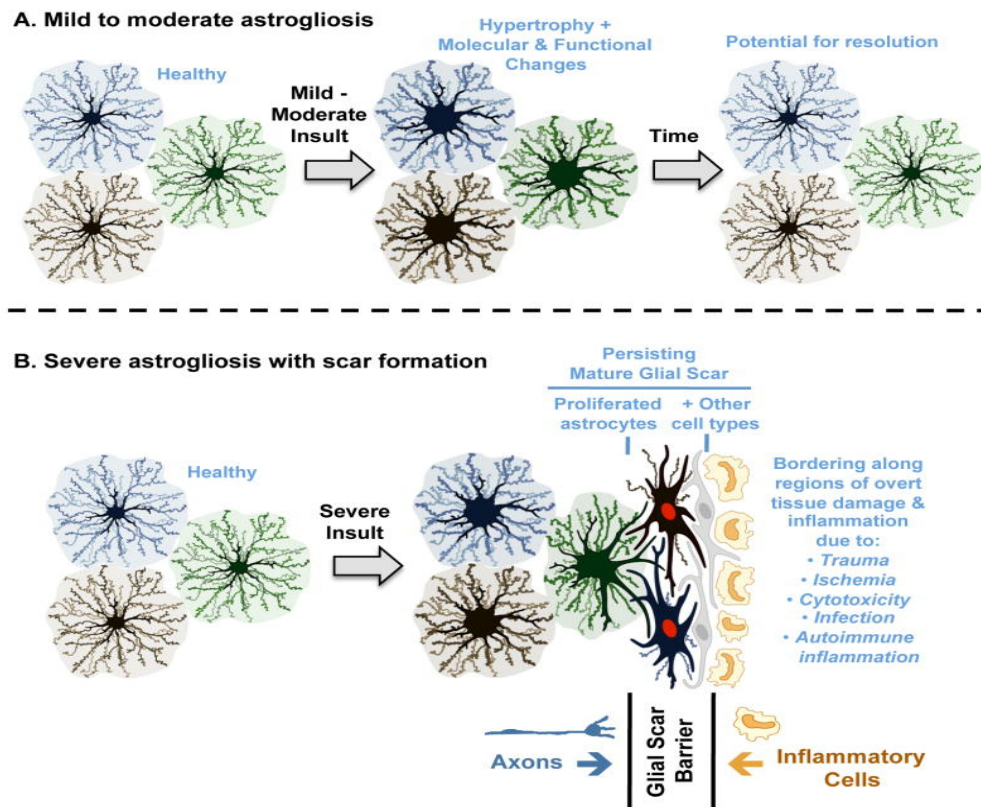 A. Mild to moderate astrogliosis
Healthy
Mild -
Moderate
Insult
Hypertrophy +
Molecular & Functional
Changes
Time
Potential for resolution
B. Severe astrogliosis with scar formation
Healthy
Severe
Insult
Persisting
Mature Glial Scar
Proliferated
astrocytes
+ Other
cell types
Bordering along
regions of overt
tissue damage &
inflammation
due to:
• Trauma
• Ischemia
• Cytotoxicity
• Infection
• Autoimmune
inflammation
Axons
Glial Scar
Barrier
Inflammatory
Cells